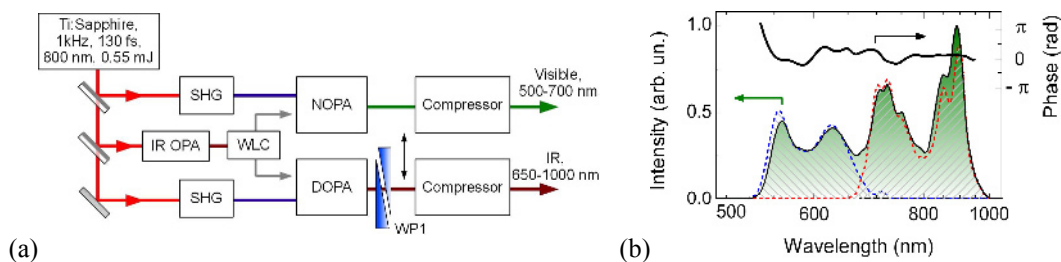 Ti:Sapphire,
1kHz, 130 fs,
800 nm. 0.55 mJ
SHG
NOPA
Compressor
Visible,
500-700 nm
IR OPA
WLC
SHG
DOPA
WP1
Compressor
IR.
650-1000 nm
(a)
(b)
Intensity (arb. un.)
1.0
0.5
0.0
500
600
800
1000
Wavelength (nm)
π
0
-π
Phase (rad)